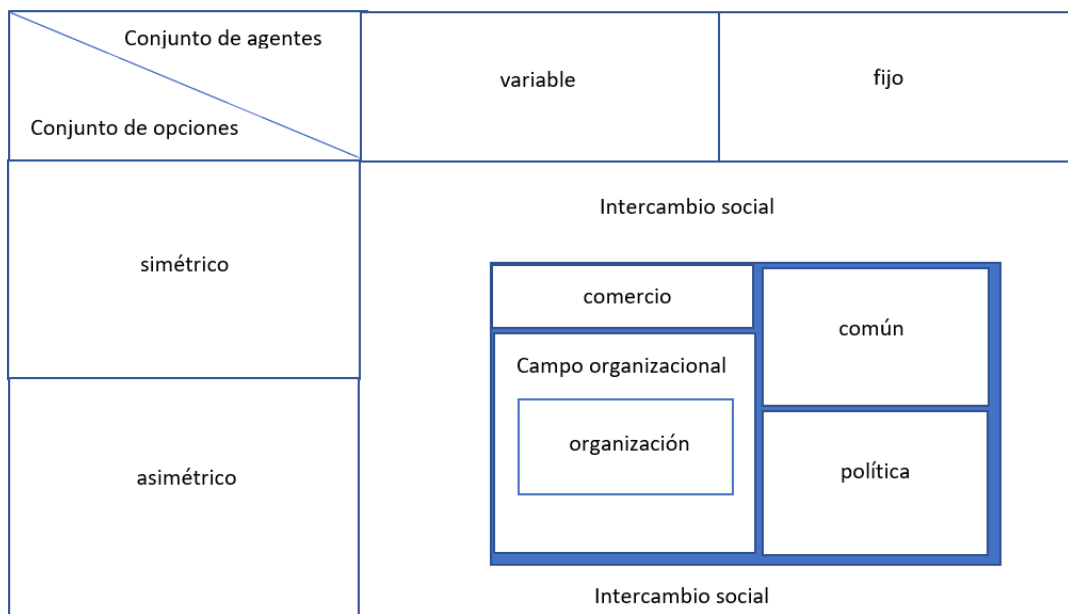 Conjunto de agentes
Conjunto de opciones
variable
fijo
simétrico
asimétrico
Intercambio social
comercio
común
Campo organizacional
organización
política
Intercambio social